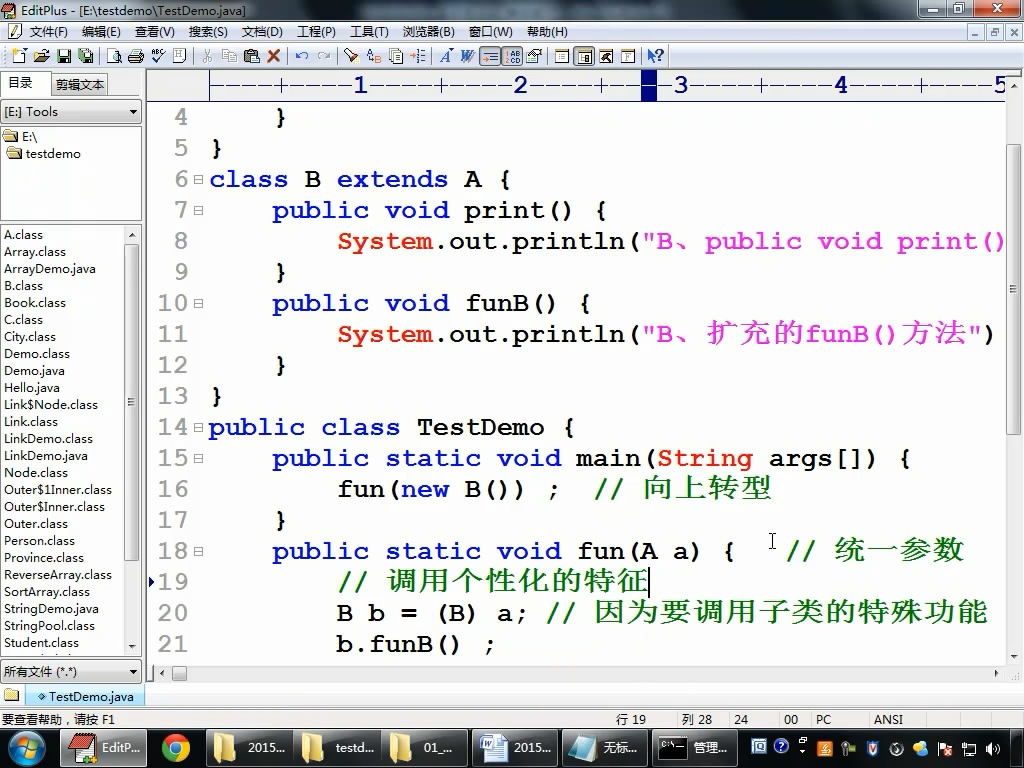 EditPlus - [E:\testdemo\TestDemo.java]
文件(F) 编辑(E) 查看(V) 搜索(S) 文档(D) 工程(P) 工具(T) 浏览器(B) 窗口(W) 帮助(H)
目录 剪辑文本
[E:] Tools
E:\
testdemo
A.class
Array.class
ArrayDemo.java
B.class
Book.class
C.class
City.class
Demo.class
Demo.java
Hello.java
Link$Node.class
Link.class
LinkDemo.class
LinkDemo.java
Node.class
Outer$1Inner.class
Outer$Inner.class
Outer.class
Person.class
Province.class
ReverseArray.class
SortArray.class
StringDemo.java
StringPool.class
Student.class
所有文件 (*.*)
----+----1----+----2----+----3----+----4----+----5
4 }
5 }
6 class B extends A {
7 public void print() {
8 System.out.println("B、public void print()
9 }
10 public void funB() {
11 System.out.println("B、扩充的funB()方法")
12 }
13 }
14 public class TestDemo {
15 public static void main(String args[]) {
16 fun(new B()) ; // 向上转型
17 }
18 public static void fun(A a) { // 统一参数
19 // 调用个性化的特征
20 B b = (B) a; // 因为要调用子类的特殊功能
21 b.funB() ;
TestDemo.java
要查看帮助，请按 F1 行 19 列 28 24 00 PC ANSI
EditP... 2015... testd... 01_... 2015... 无标... 管理...